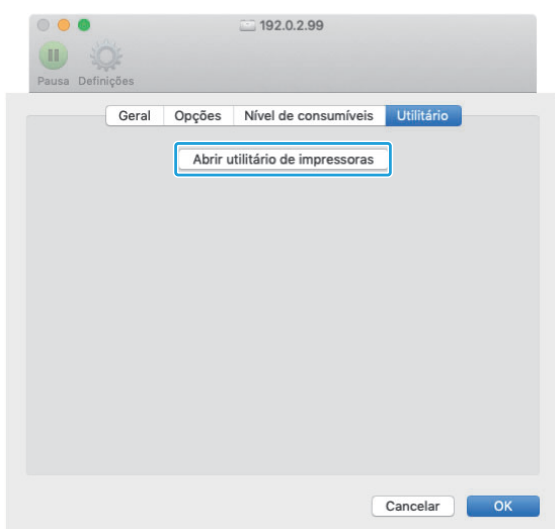 192.0.2.99
Pausa Definições
Geral Opções Nível de consumíveis Utilitário
Abrir utilitário de impressoras
Cancelar OK